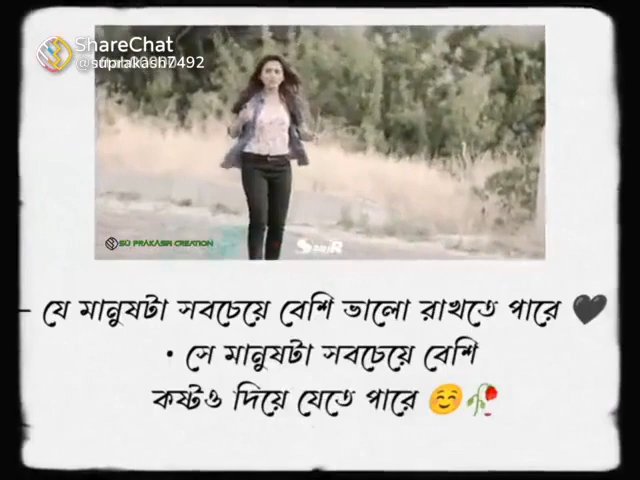 ShareChat
SU PRAKASH CREATION
- যে মানুষটা সবচেয়ে বেশি ভালো রাখতে পারে 🖤
• সে মানুষটা সবচেয়ে বেশি
কষ্টও দিয়ে যেতে পারে ☺️🥀